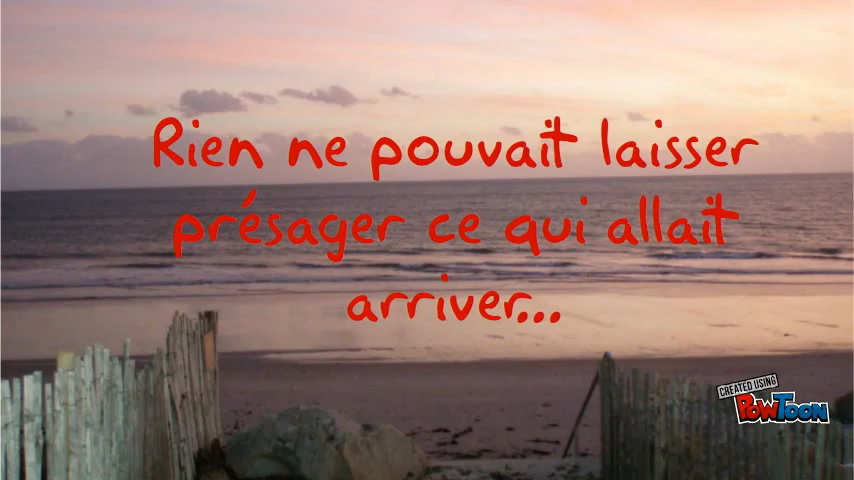 Rien ne pouvait laisser
présager ce qui allait
arriver...
CREATED USING
POWTOON